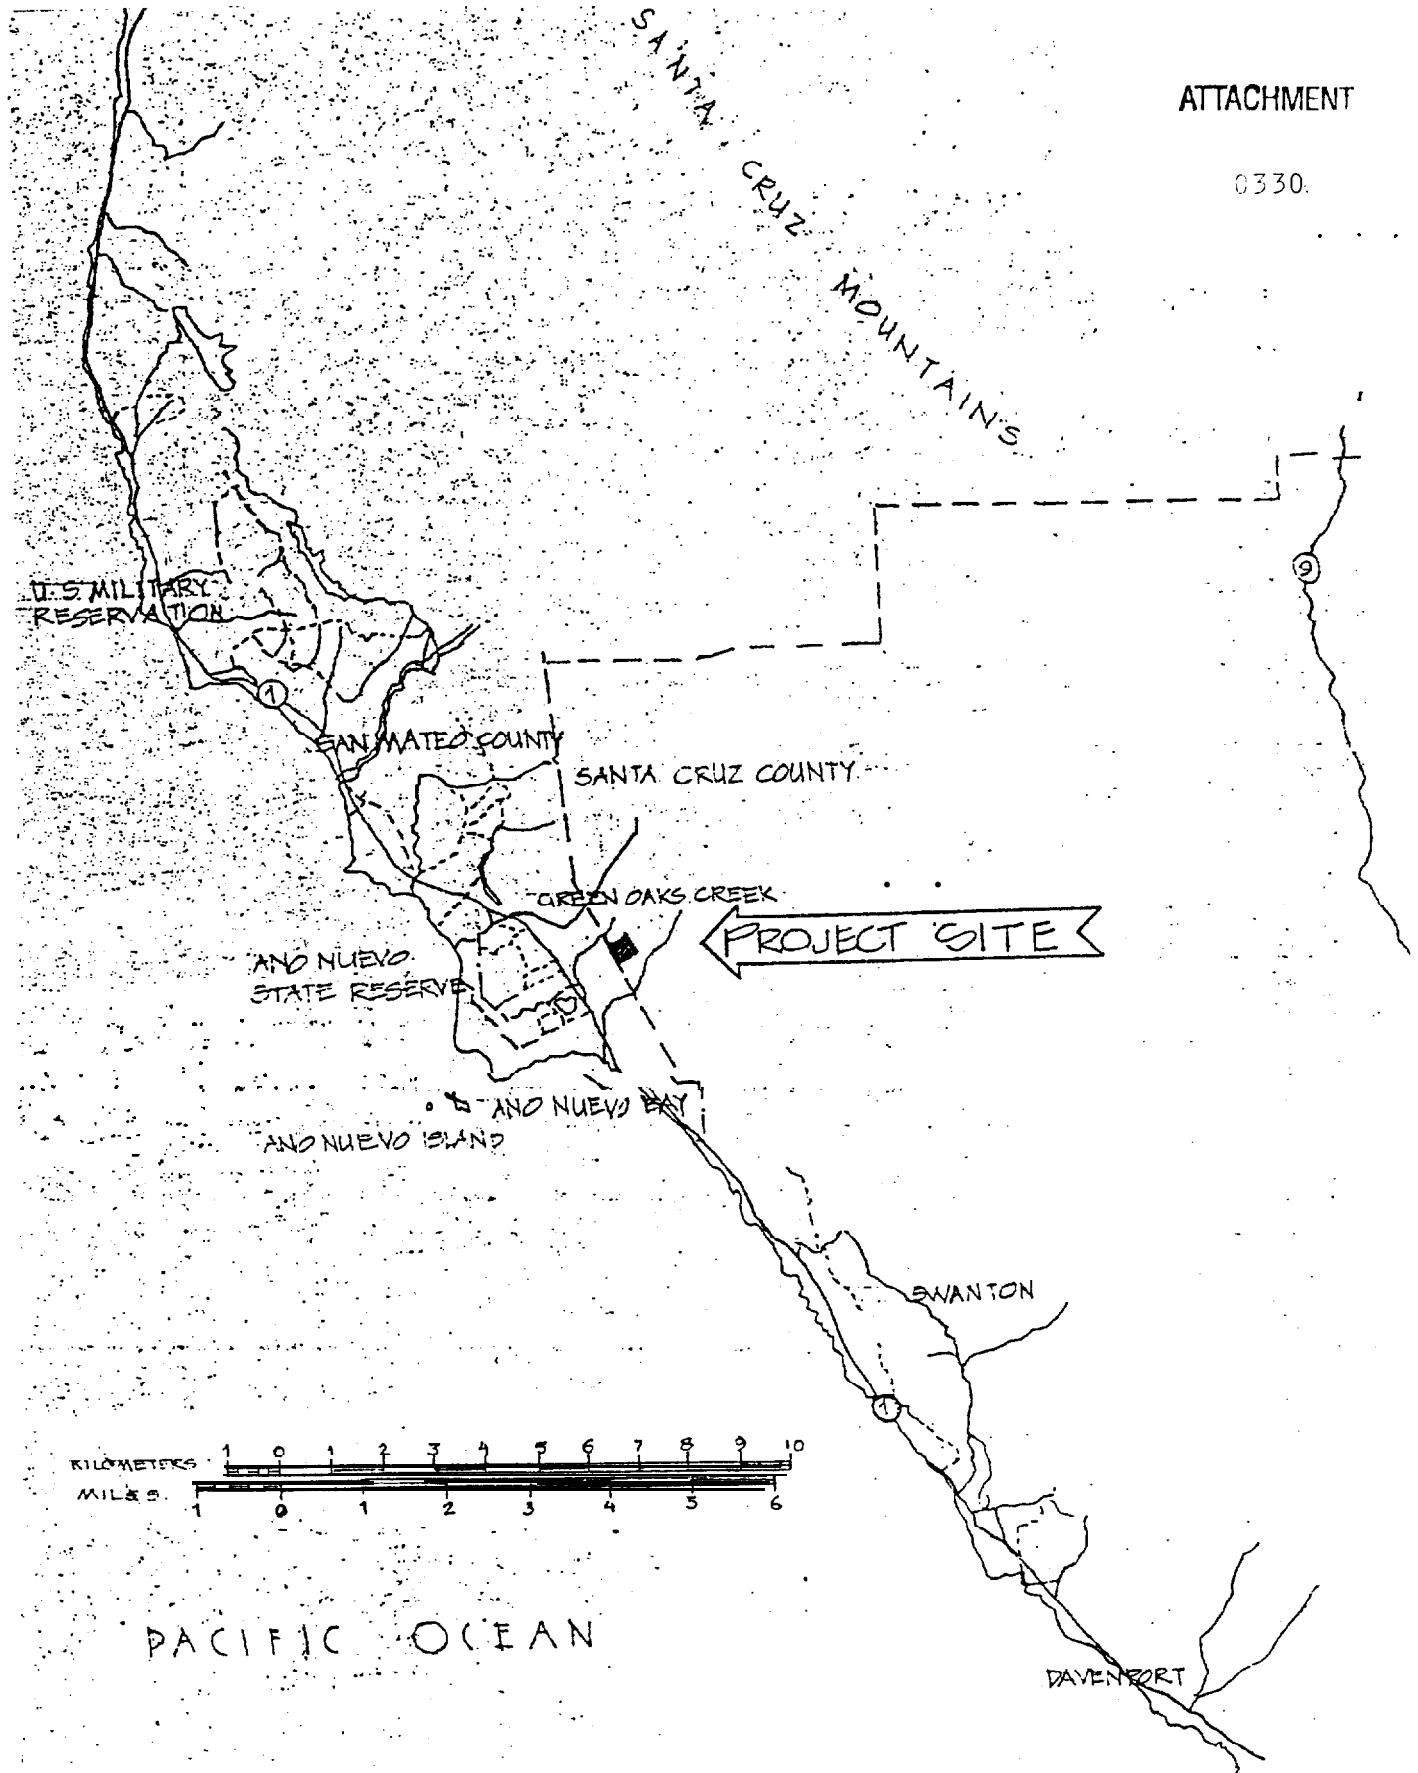 SANTA CRUZ MOUNTAINS
ATTACHMENT
0330
9
U.S. MILITARY
RESERVATION
1
SAN MATEO COUNTY
SANTA CRUZ COUNTY
GREEN OAKS CREEK
PROJECT SITE
ANO NUEVO
STATE RESERVE
ANO NUEVO BAY
ANO NUEVO ISLAND
SWANTON
1
1 0 1 2 3 4 5 6 7 8 9 10
KILOMETERS
MILES
1 0 1 2 3 4 5 6
PACIFIC OCEAN
DAVENPORT